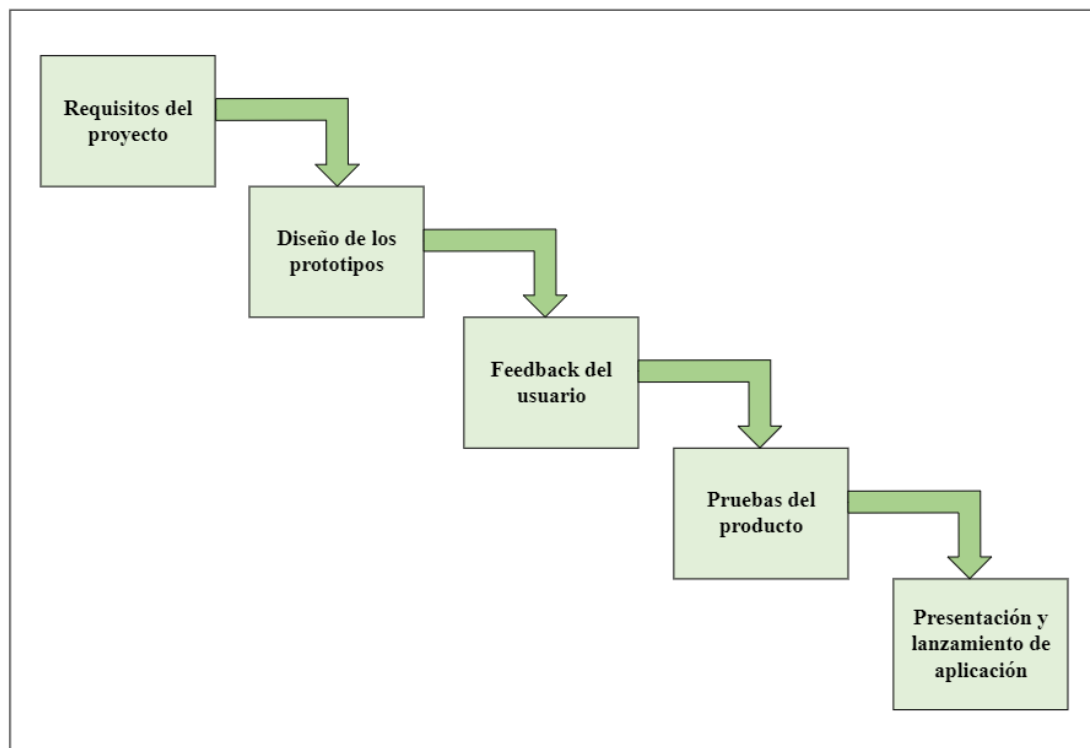 Requisitos del
proyecto
Diseño de los
prototipos
Feedback del
usuario
Pruebas del
producto
Presentación y
lanzamiento de
aplicación